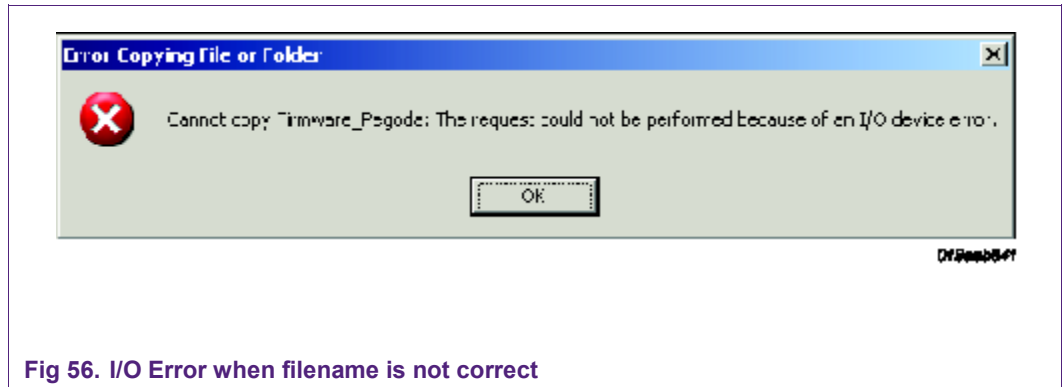 Error Copying File or Folder
Cannot copy Firmware_Pegoda: The request could not be performed because of an I/O device error.
OK
Fig 56. I/O Error when filename is not correct